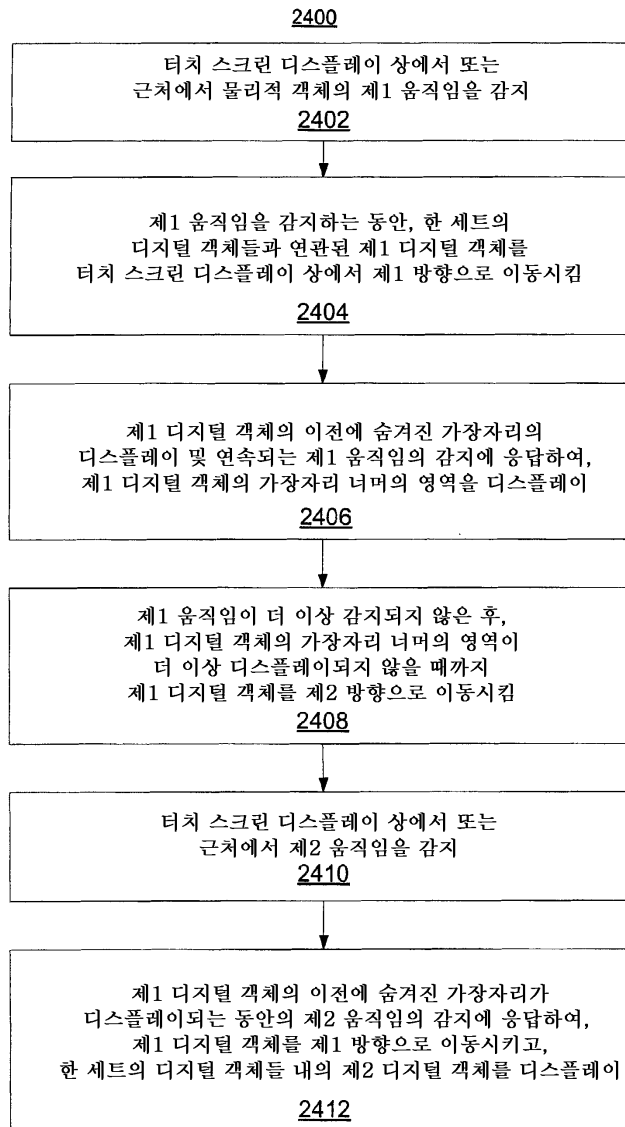 2400
터치 스크린 디스플레이 상에서 또는
근처에서 물리적 객체의 제1 움직임을 감지
2402
제1 움직임을 감지하는 동안, 한 세트의
디지털 객체들과 연관된 제1 디지털 객체를
터치 스크린 디스플레이 상에서 제1 방향으로 이동시킴
2404
제1 디지털 객체의 이전에 숨겨진 가장자리의
디스플레이 및 연속되는 제1 움직임의 감지에 응답하여,
제1 디지털 객체의 가장자리 너머의 영역을 디스플레이
2406
제1 움직임이 더 이상 감지되지 않은 후,
제1 디지털 객체의 가장자리 너머의 영역이
더 이상 디스플레이되지 않을 때까지
제1 디지털 객체를 제2 방향으로 이동시킴
2408
터치 스크린 디스플레이 상에서 또는
근처에서 제2 움직임을 감지
2410
제1 디지털 객체의 이전에 숨겨진 가장자리가
디스플레이되는 동안의 제2 움직임의 감지에 응답하여,
제1 디지털 객체를 제1 방향으로 이동시키고,
한 세트의 디지털 객체들 내의 제2 디지털 객체를 디스플레이
2412